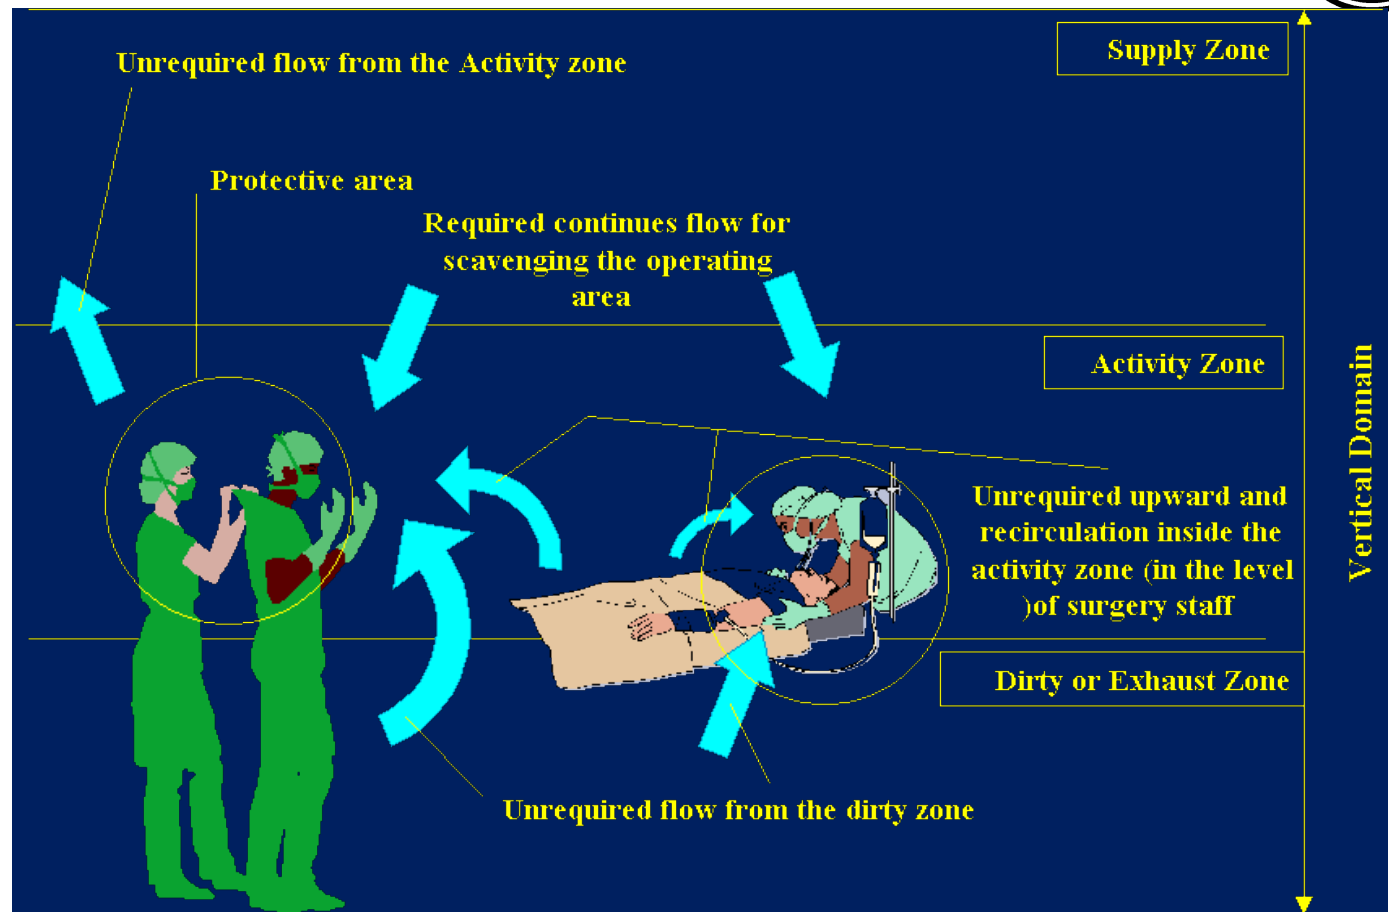 Supply Zone
Unrequired flow from the Activity zone
Protective area
Required continues flow for
scavenging the operating
area
Activity Zone
Vertical Domain
Unrequired upward and
recirculation inside the
activity zone (in the level
)of surgery staff
Dirty or Exhaust Zone
Unrequired flow from the dirty zone